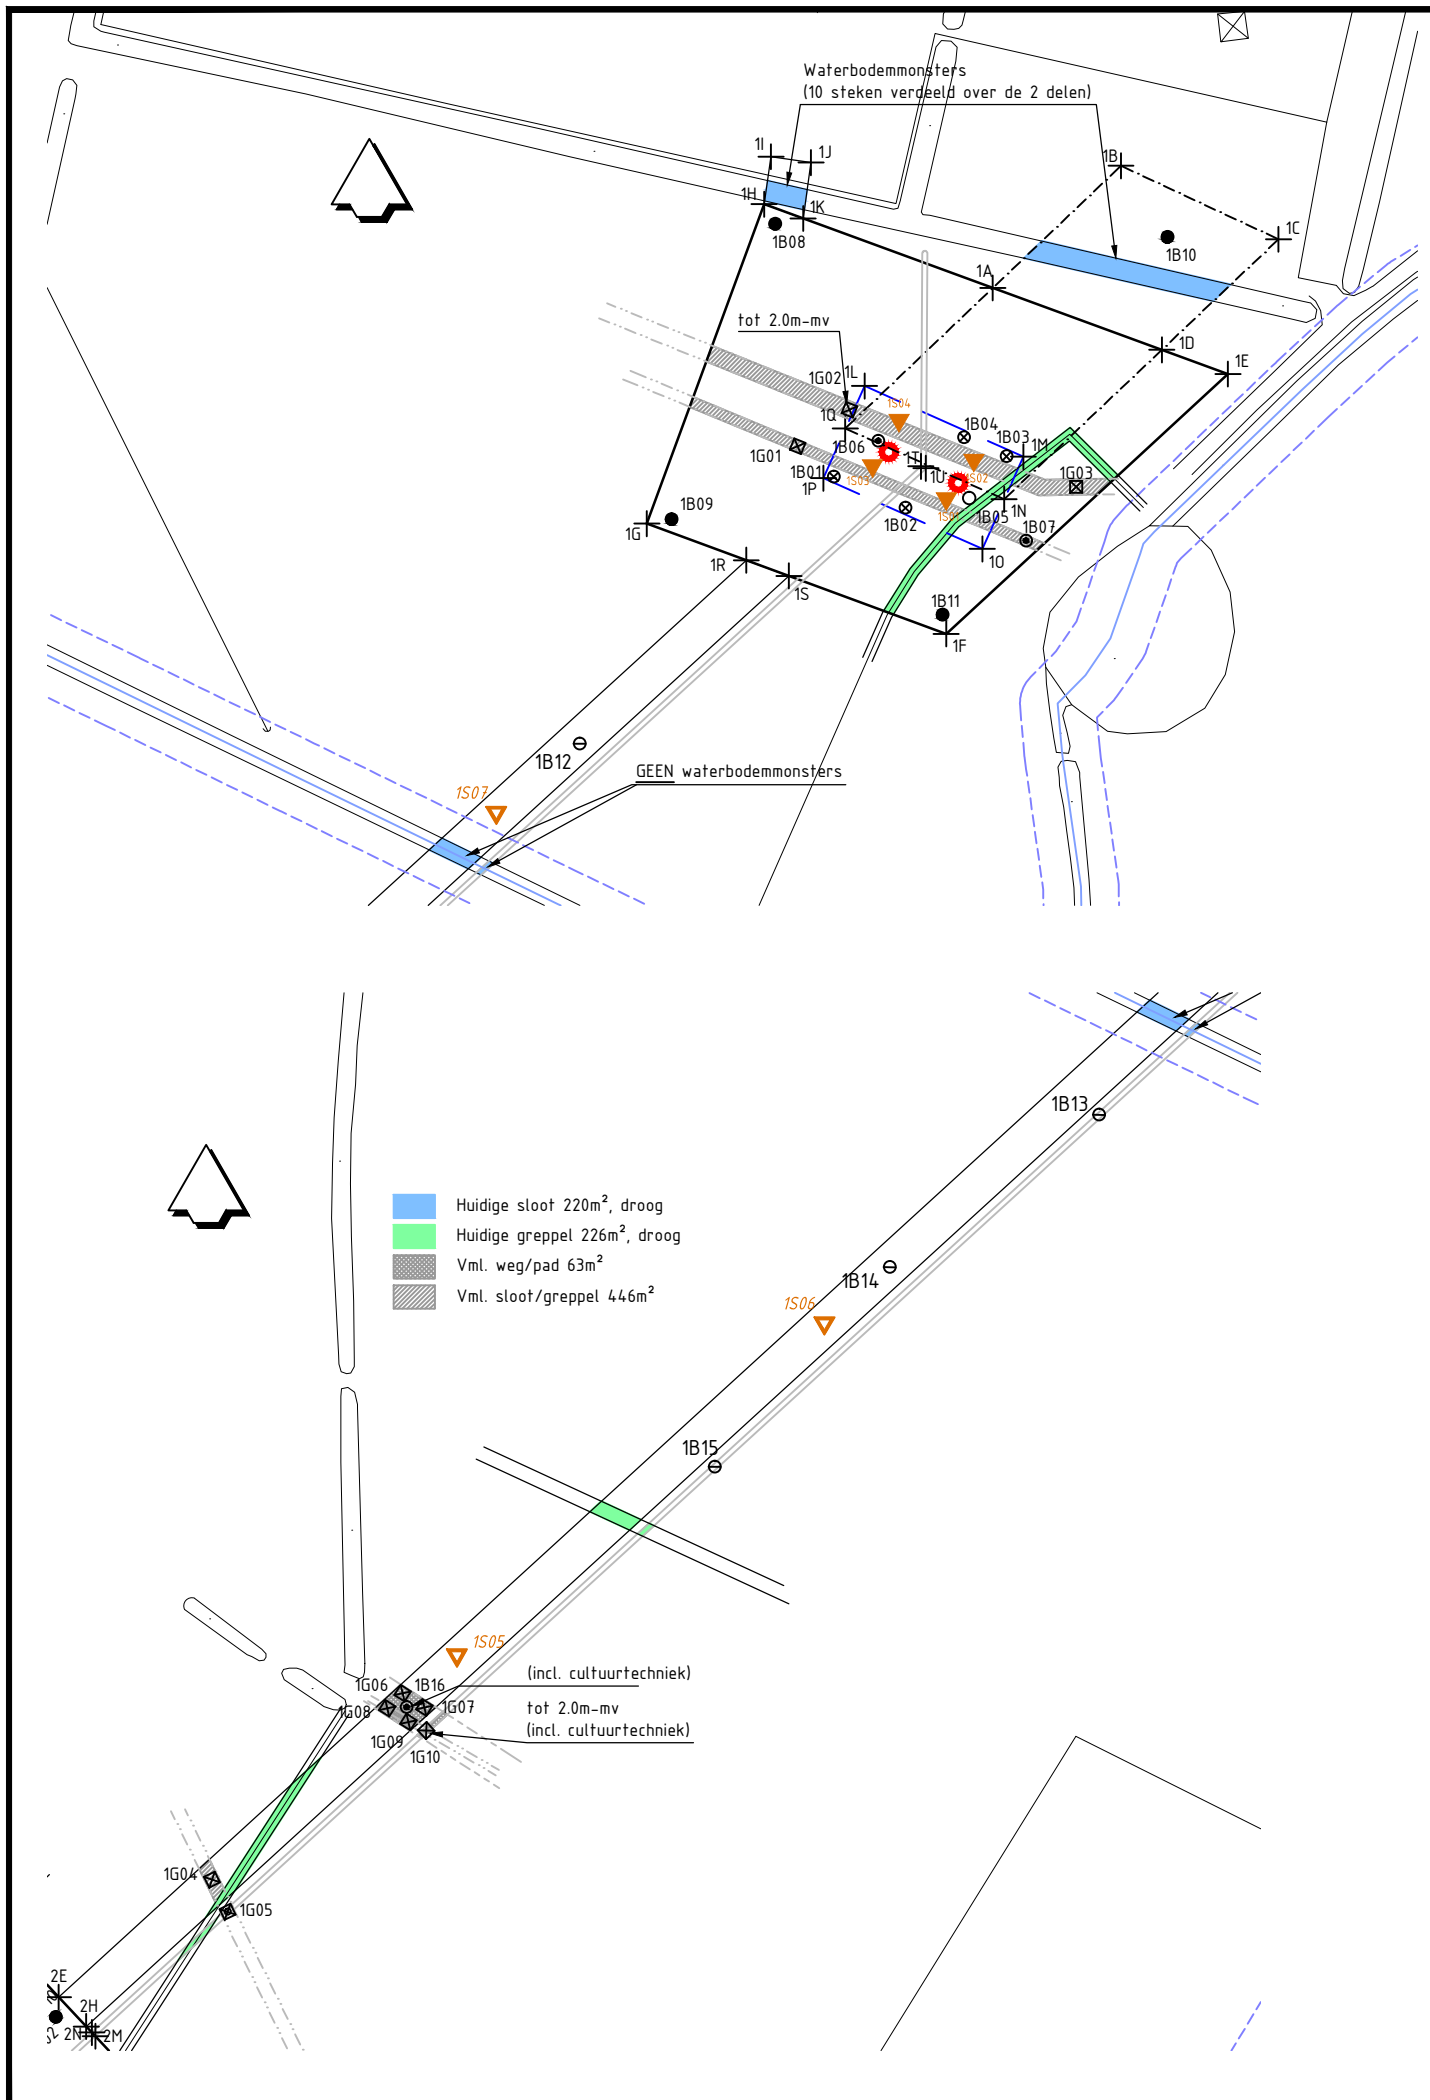 Waterbodemmonsters
(10 steken verdeeld over de 2 delen)
1I
1J
1B
1H
1K
1C
1B08
1B10
1A
tot 2.0m-mv
1D
1E
1L
1G02
1S04
1Q
1B04
1B03
1M
1B06
1G01
1T
1U
1B01
1S03
1S02
1G03
1P
1N
1B05
1B09
1B02
1B07
1G
1O
1R
1S
1B11
1F
1B12
GEEN waterbodemmonsters
1S07
1B13
Huidige sloot 220m², droog
Huidige greppel 226m², droog
Vml. weg/pad 63m²
Vml. sloot/greppel 446m²
1B14
1S06
1B15
1S05
(incl. cultuurtechniek)
1G06
1B16
1G08
1G07
tot 2.0m-mv
(incl. cultuurtechniek)
1G09
1G10
1G04
1G05
2E
2H
2N
2M